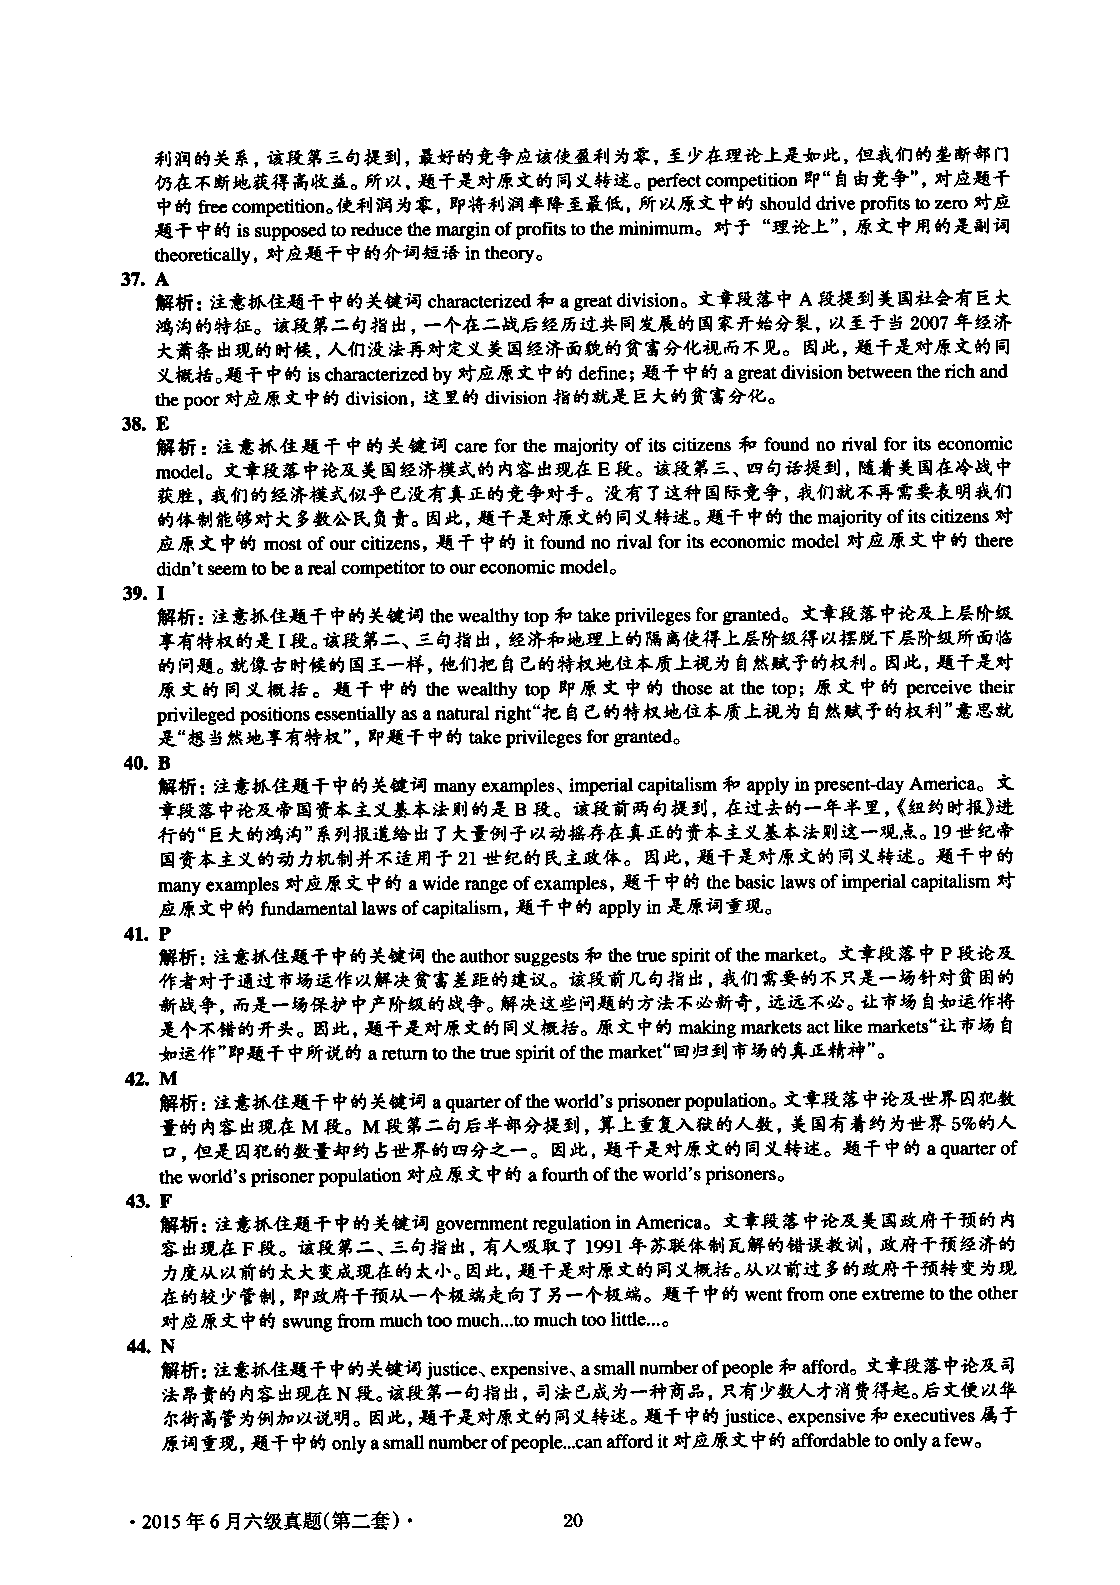 利润的关系，该段第三句提到，最好的竞争应该使盈利为零，至少在理论上是如此，但我们的垄断部门
仍在不断地获得高收益。所以，题干是对原文的同义转述。perfect competition 即“自由竞争”，对应题干
中的 free competition。使利润为零，即将利润率降至最低，所以原文中的 should drive profits to zero 对应
题干中的 is supposed to reduce the margin of profits to the minimum。对于“理论上”，原文中用的是副词
theoretically，对应题干中的介词短语 in theory。
37. A
解析：注意抓住题干中的关键词 characterized 和 a great division。文章段落中 A 段提到美国社会有巨大
鸿沟的特征。该段第二句指出，一个在二战后经历过共同发展的国家开始分裂，以至于当 2007 年经济
大萧条出现的时候，人们没法再对定义美国经济面貌的贫富分化视而不见。因此，题干是对原文的同
义概括。题干中的 is characterized by 对应原文中的 define；题干中的 a great division between the rich and
the poor 对应原文中的 division，这里的 division 指的就是巨大的贫富分化。
38. E
解析：注意抓住题干中的关键词 care for the majority of its citizens 和 found no rival for its economic
model。文章段落中论及美国经济模式的内容出现在 E 段。该段第三、四句话提到，随着美国在冷战中
获胜，我们的经济模式似乎已没有真正的竞争对手。没有了这种国际竞争，我们就不再需要表明我们
的体制能够对大多数公民负责。因此，题干是对原文的同义转述。题干中的 the majority of its citizens 对
应原文中的 most of our citizens，题干中的 it found no rival for its economic model 对应原文中的 there
didn't seem to be a real competitor to our economic model。
39. I
解析：注意抓住题干中的关键词 the wealthy top 和 take privileges for granted。文章段落中论及上层阶级
享有特权的是 I 段。该段第二、三句指出，经济和地理上的隔离使得上层阶级得以摆脱下层阶级所面临
的问题。就像古时候的国王一样，他们把自己的特权地位本质上视为自然赋予的权利。因此，题干是对
原文的同义概括。题干中的 the wealthy top 即原文中的 those at the top；原文中的 perceive their
privileged positions essentially as a natural right“把自己的特权地位本质上视为自然赋予的权利”意思就
是“想当然地享有特权”，即题干中的 take privileges for granted。
40. B
解析：注意抓住题干中的关键词 many examples、imperial capitalism 和 apply in present-day America。文
章段落中论及帝国资本主义基本法则的是 B 段。该段前两句提到，在过去的一年半里，《纽约时报》进
行的“巨大的鸿沟”系列报道给出了大量例子以动摇存在真正的资本主义基本法则这一观点。19 世纪帝
国资本主义的动力机制并不适用于 21 世纪的民主政体。因此，题干是对原文的同义转述。题干中的
many examples 对应原文中的 a wide range of examples，题干中的 the basic laws of imperial capitalism 对
应原文中的 fundamental laws of capitalism，题干中的 apply in 是原词重现。
41. P
解析：注意抓住题干中的关键词 the author suggests 和 the true spirit of the market。文章段落中 P 段论及
作者对于通过市场运作以解决贫富差距的建议。该段前几句指出，我们需要的不只是一场针对贫困的
新战争，而是一场保护中产阶级的战争。解决这些问题的方法不必新奇，远远不必。让市场自如运作将
是个不错的开头。因此，题干是对原文的同义概括。原文中的 making markets act like markets“让市场自
如运作”即题干中所说的 a return to the true spirit of the market“回归到市场的真正精神”。
42. M
解析：注意抓住题干中的关键词 a quarter of the world's prisoner population。文章段落中论及世界囚犯数
量的内容出现在 M 段。M 段第二句后半部分提到，算上重复入狱的人数，美国有着约为世界 5%的人
口，但是囚犯的数量却约占世界的四分之一。因此，题干是对原文的同义转述。题干中的 a quarter of
the world's prisoner population 对应原文中的 a fourth of the world's prisoners。
43. F
解析：注意抓住题干中的关键词 government regulation in America。文章段落中论及美国政府干预的内
容出现在 F 段。该段第二、三句指出，有人吸取了 1991 年苏联体制瓦解的错误教训，政府干预经济的
力度从以前的太大变成现在的太小。因此，题干是对原文的同义概括。从以前过多的政府干预转变为现
在的较少管制，即政府干预从一个极端走向了另一个极端。题干中的 went from one extreme to the other
对应原文中的 swung from much too much...to much too little...。
44. N
解析：注意抓住题干中的关键词 justice、expensive、a small number of people 和 afford。文章段落中论及司
法昂贵的内容出现在 N 段。该段第一句指出，司法已成为一种商品，只有少数人才消费得起。后文便以华
尔街高管为例加以说明。因此，题干是对原文的同义转述。题干中的 justice、expensive 和 executives 属于
原词重现，题干中的 only a small number of people...can afford it 对应原文中的 affordable to only a few。
·2015 年 6 月六级真题(第二套)· 20